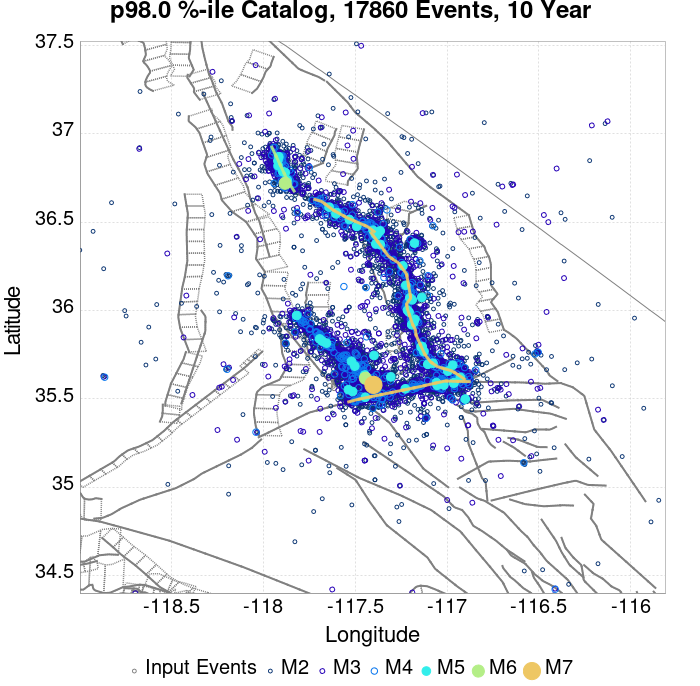 p98.0 %-ile Catalog, 17860 Events, 10 Year
37.5
37
36.5
36
35.5
35
34.5
Latitude
-118.5 -118 -117.5 -117 -116.5 -116
Longitude
Input Events M2 M3 M4 M5 M6 M7